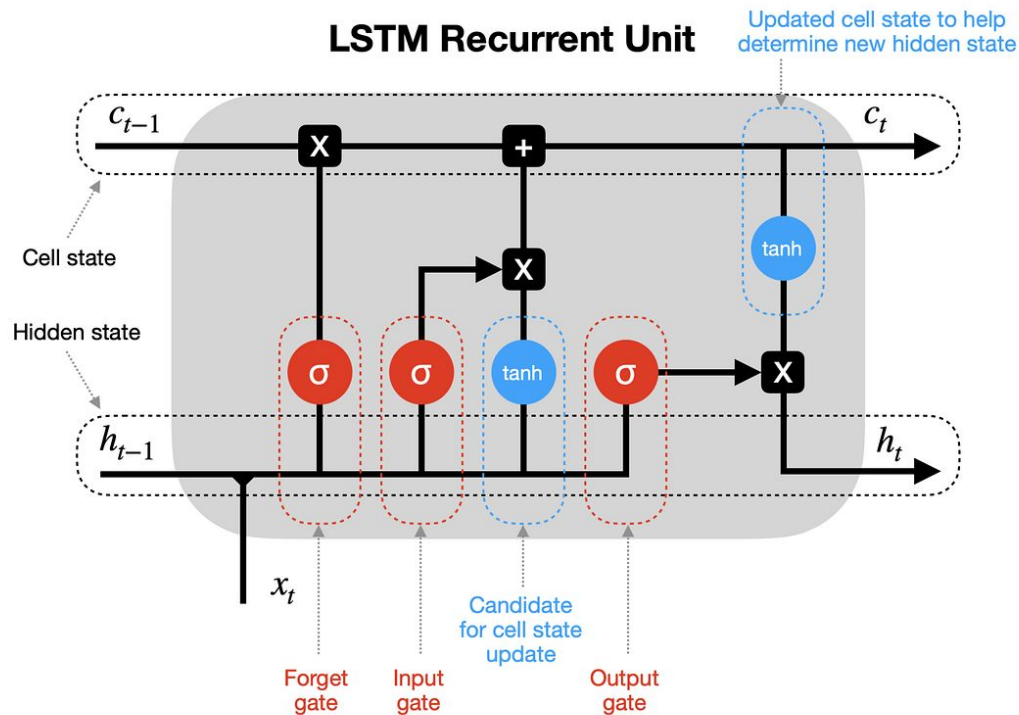 LSTM Recurrent Unit
Updated cell state to help
determine new hidden state
c_{t−1}
c_t
X
+
Cell state
tanh
X
Hidden state
σ
σ
tanh
σ
X
h_{t−1}
h_t
x_t
Candidate
for cell state
update
Forget
gate
Input
gate
Output
gate